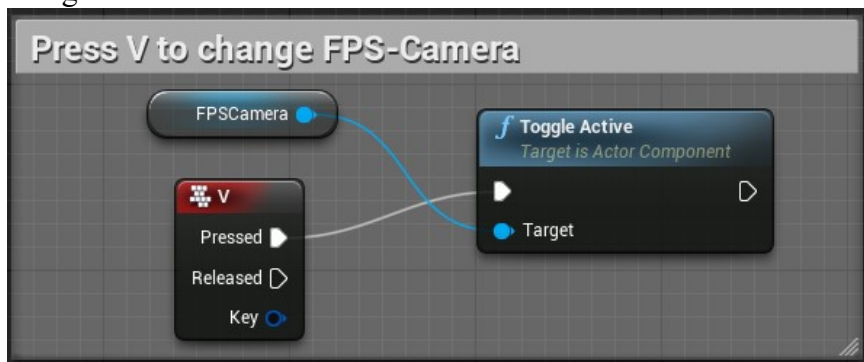 Press V to change FPS-Camera
FPSCamera
f Toggle Active
Target is Actor Component
V
Pressed
Target
Released
Key